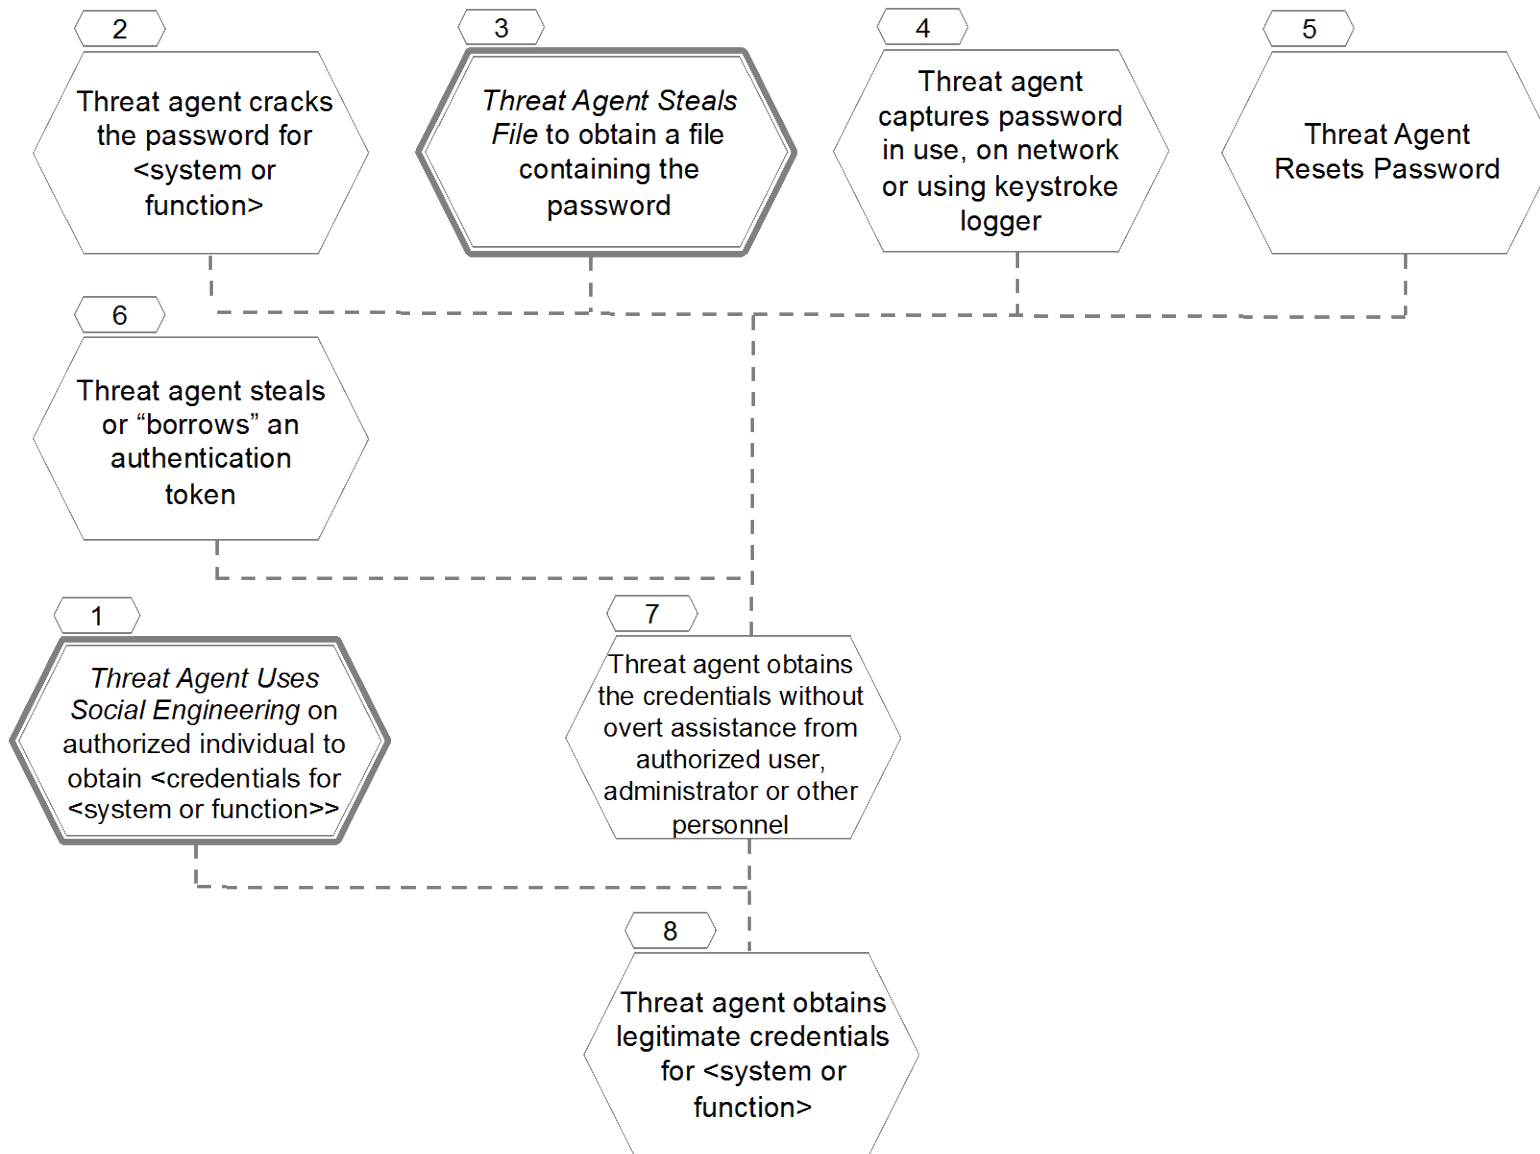 2
Threat agent cracks
the password for
<system or
function>
3
Threat Agent Steals
File to obtain a file
containing the
password
4
Threat agent
captures password
in use, on network
or using keystroke
logger
5
Threat Agent
Resets Password
6
Threat agent steals
or “borrows” an
authentication
token
1
Threat Agent Uses
Social Engineering on
authorized individual to
obtain <credentials for
<system or function>>
7
Threat agent obtains
the credentials without
overt assistance from
authorized user,
administrator or other
personnel
8
Threat agent obtains
legitimate credentials
for <system or
function>